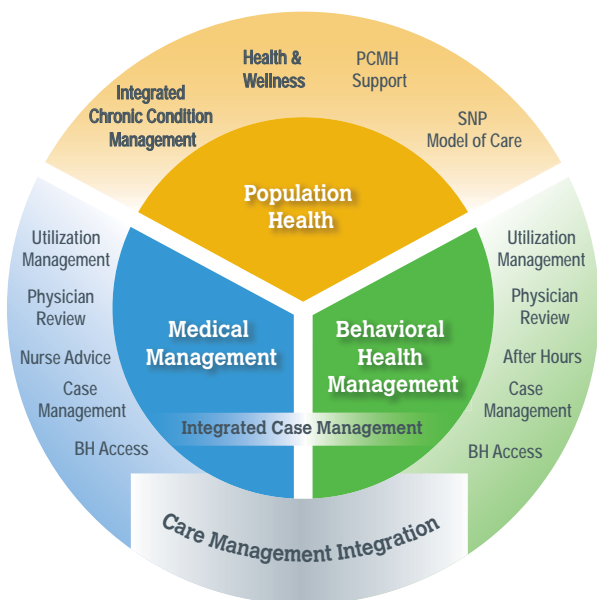 Health &
Wellness
PCMH
Support
Integrated
Chronic Condition
Management
SNP
Model of Care
Population
Health
Utilization
Management
Physician
Review
Nurse Advice
Case
Management
BH Access
Medical
Management
Behavioral
Health
Management
Utilization
Management
Physician
Review
After Hours
Case
Management
BH Access
Integrated Case Management
Care Management Integration